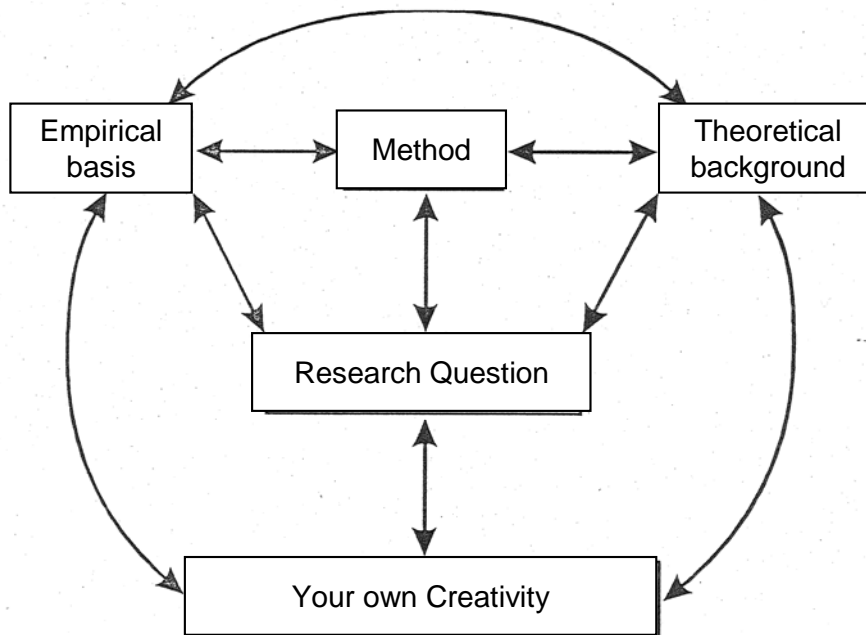 Empirical
basis
Method
Theoretical
background
Research Question
Your own Creativity